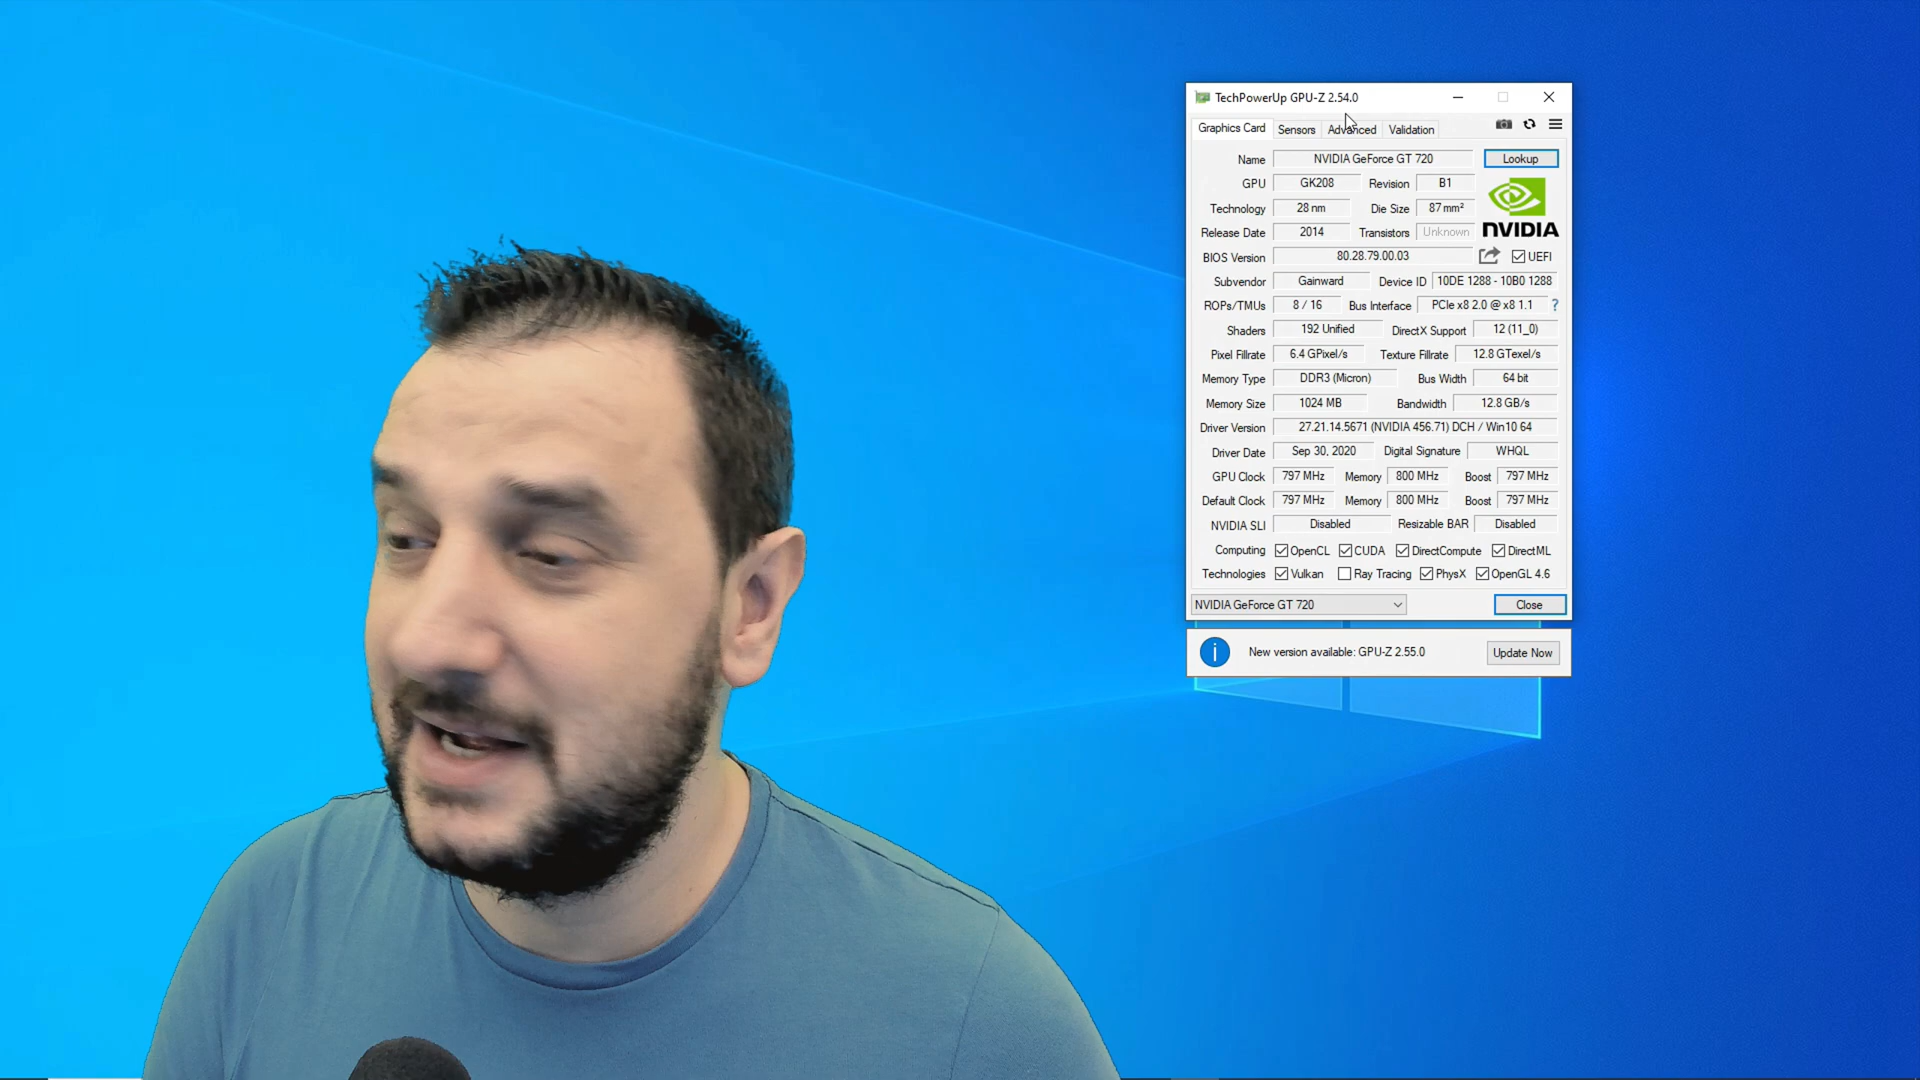 TechPowerUp GPU-Z 2.54.0
Graphics Card Sensors Advanced Validation
Name NVIDIA GeForce GT 720 Lookup
GPU GK208 Revision B1
Technology 28 nm Die Size 87 mm²
Release Date 2014 Transistors Unknown
NVIDIA
BIOS Version 80.28.79.00.03 UEFI
Subvendor Gainward Device ID 10DE 1288 - 10B0 1288
ROPs/TMUs 8 / 16 Bus Interface PCIe x8 2.0 @ x8 1.1 ?
Shaders 192 Unified DirectX Support 12 (11_0)
Pixel Fillrate 6.4 GPixel/s Texture Fillrate 12.8 GTexel/s
Memory Type DDR3 (Micron) Bus Width 64 bit
Memory Size 1024 MB Bandwidth 12.8 GB/s
Driver Version 27.21.14.5671 (NVIDIA 456.71) DCH / Win10 64
Driver Date Sep 30, 2020 Digital Signature WHQL
GPU Clock 797 MHz Memory 800 MHz Boost 797 MHz
Default Clock 797 MHz Memory 800 MHz Boost 797 MHz
NVIDIA SLI Disabled Resizable BAR Disabled
Computing OpenCL CUDA DirectCompute DirectML
Technologies Vulkan Ray Tracing PhysX OpenGL 4.6
NVIDIA GeForce GT 720 Close
New version available: GPU-Z 2.55.0 Update Now